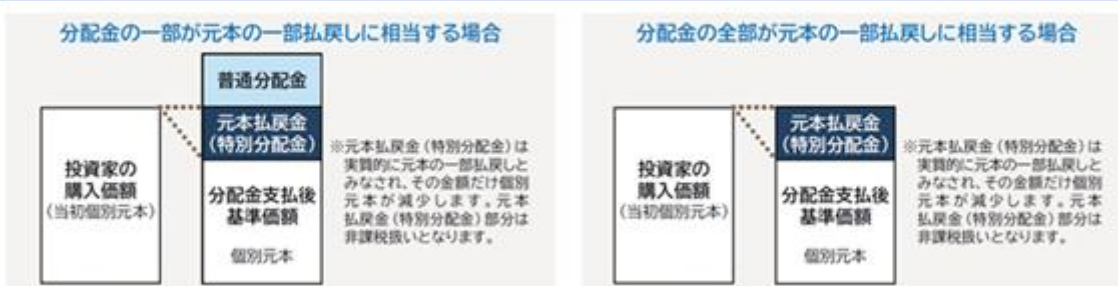 分配金の一部が元本の一部払戻しに相当する場合
普通分配金
元本払戻金
(特別分配金)
投資家の
購入価額
(当初個別元本)
分配金支払後
基準価額
個別元本
※元本払戻金(特別分配金)は
実質的に元本の一部払戻しと
みなされ、その金額だけ個別
元本が減少します。元本
払戻金(特別分配金)部分は
非課税扱いとなります。
分配金の全部が元本の一部払戻しに相当する場合
元本払戻金
(特別分配金)
投資家の
購入価額
(当初個別元本)
分配金支払後
基準価額
個別元本
※元本払戻金(特別分配金)は
実質的に元本の一部払戻しと
みなされ、その金額だけ個別
元本が減少します。元本
払戻金(特別分配金)部分は
非課税扱いとなります。